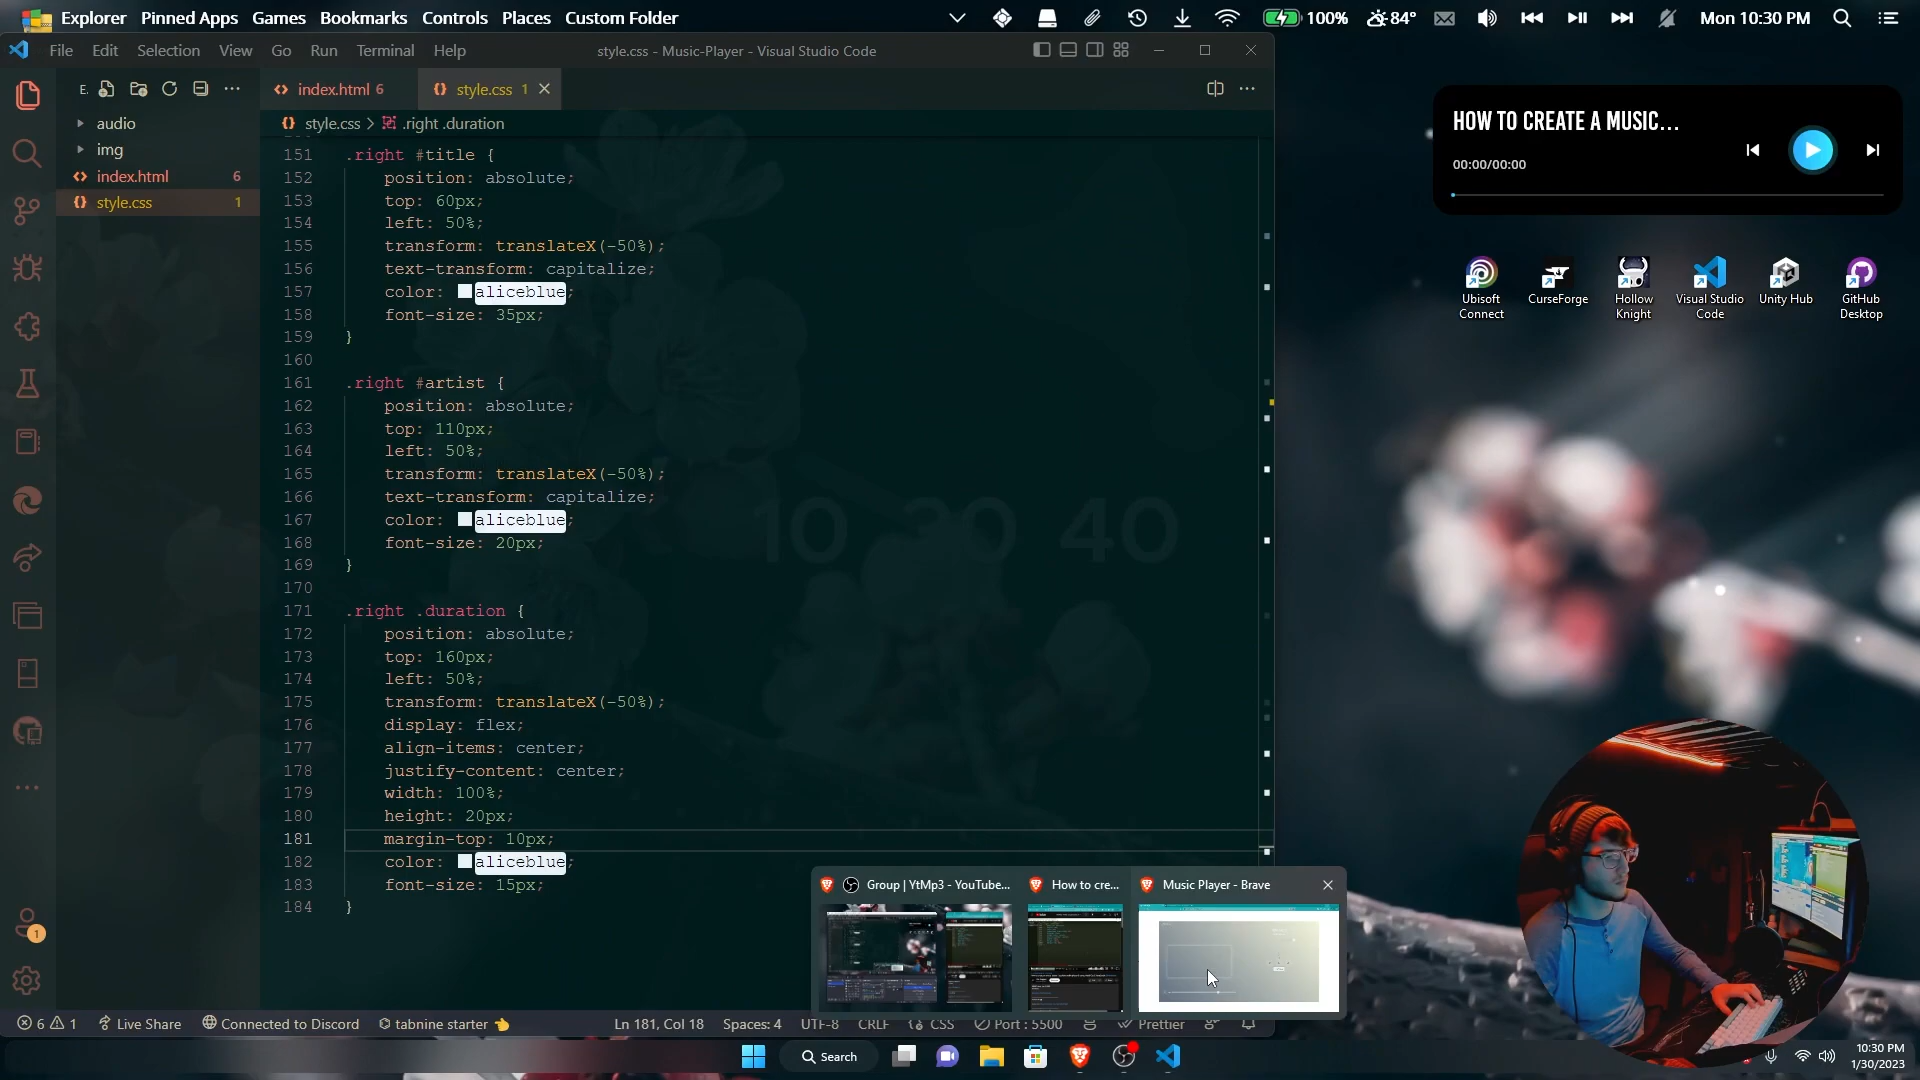 Explorer Pinned Apps Games Bookmarks Controls Places Custom Folder 100% 84° Mon 10:30 PM
File Edit Selection View Go Run Terminal Help style.css - Music-Player - Visual Studio Code
E. index.html 6 style.css 1
style.css > .right .duration
audio
img
index.html 6
style.css 1
151 .right #title {
152 position: absolute;
153 top: 60px;
154 left: 50%;
155 transform: translateX(-50%);
156 text-transform: capitalize;
157 color: aliceblue;
158 font-size: 35px;
159 }
160
161 .right #artist {
162 position: absolute;
163 top: 110px;
164 left: 50%;
165 transform: translateX(-50%);
166 text-transform: capitalize;
167 color: aliceblue;
168 font-size: 20px;
169 }
170
171 .right .duration {
172 position: absolute;
173 top: 160px;
174 left: 50%;
175 transform: translateX(-50%);
176 display: flex;
177 align-items: center;
178 justify-content: center;
179 width: 100%;
180 height: 20px;
181 margin-top: 10px;
182 color: aliceblue;
183 font-size: 15px;
184 }
HOW TO CREATE A MUSIC...
00:00/00:00
Ubisoft Connect
CurseForge
Hollow Knight
Visual Studio Code
Unity Hub
GitHub Desktop
10 30 40
Group | YtMp3 - YouTube... How to cre... Music Player - Brave
1
6 1 Live Share Connected to Discord tabnine starter Ln 181, Col 18 Spaces: 4 UTF-8 CRLF CSS Port : 5500 Prettier
Search
10:30 PM
1/30/2023